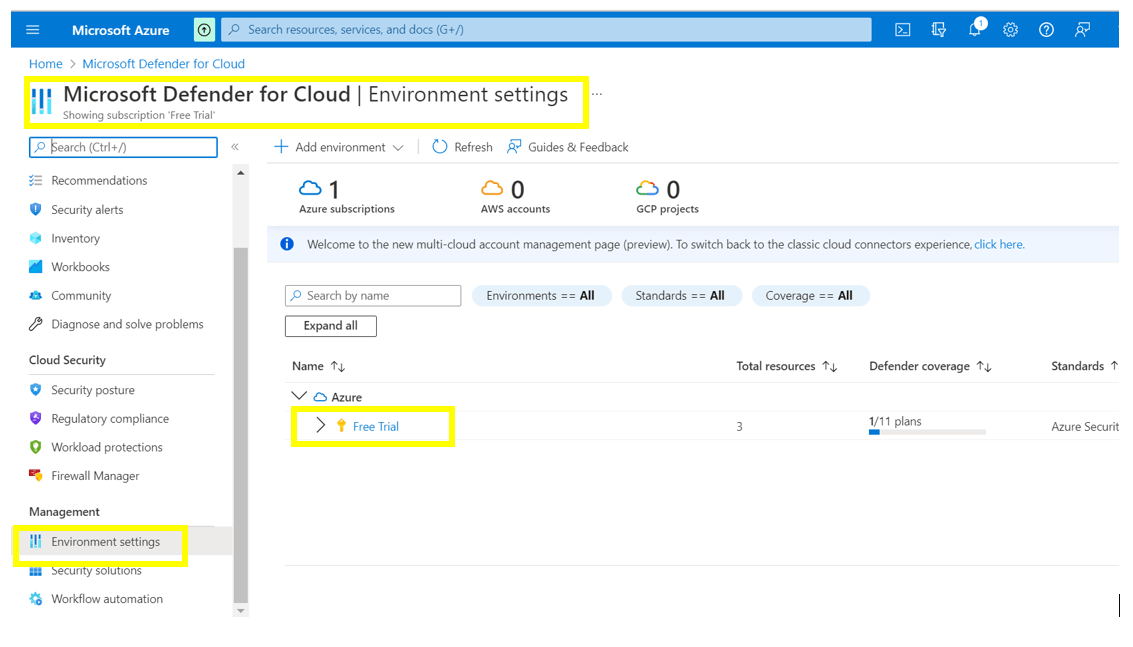 Microsoft Azure
Search resources, services, and docs (G+/)
1
Home > Microsoft Defender for Cloud
Microsoft Defender for Cloud | Environment settings ...
Showing subscription 'Free Trial'
Search (Ctrl+/)
«
Add environment
Refresh
Guides & Feedback
Recommendations
Security alerts
Inventory
Workbooks
Community
Diagnose and solve problems
Cloud Security
Security posture
Regulatory compliance
Workload protections
Firewall Manager
Management
Environment settings
Security solutions
Workflow automation
1
Azure subscriptions
0
AWS accounts
0
GCP projects
Welcome to the new multi-cloud account management page (preview). To switch back to the classic cloud connectors experience, click here.
Search by name
Environments == All
Standards == All
Coverage == All
Expand all
Name ↑↓ Total resources ↑↓ Defender coverage ↑↓ Standards ↑
Azure
Free Trial 3 1/11 plans Azure Securit